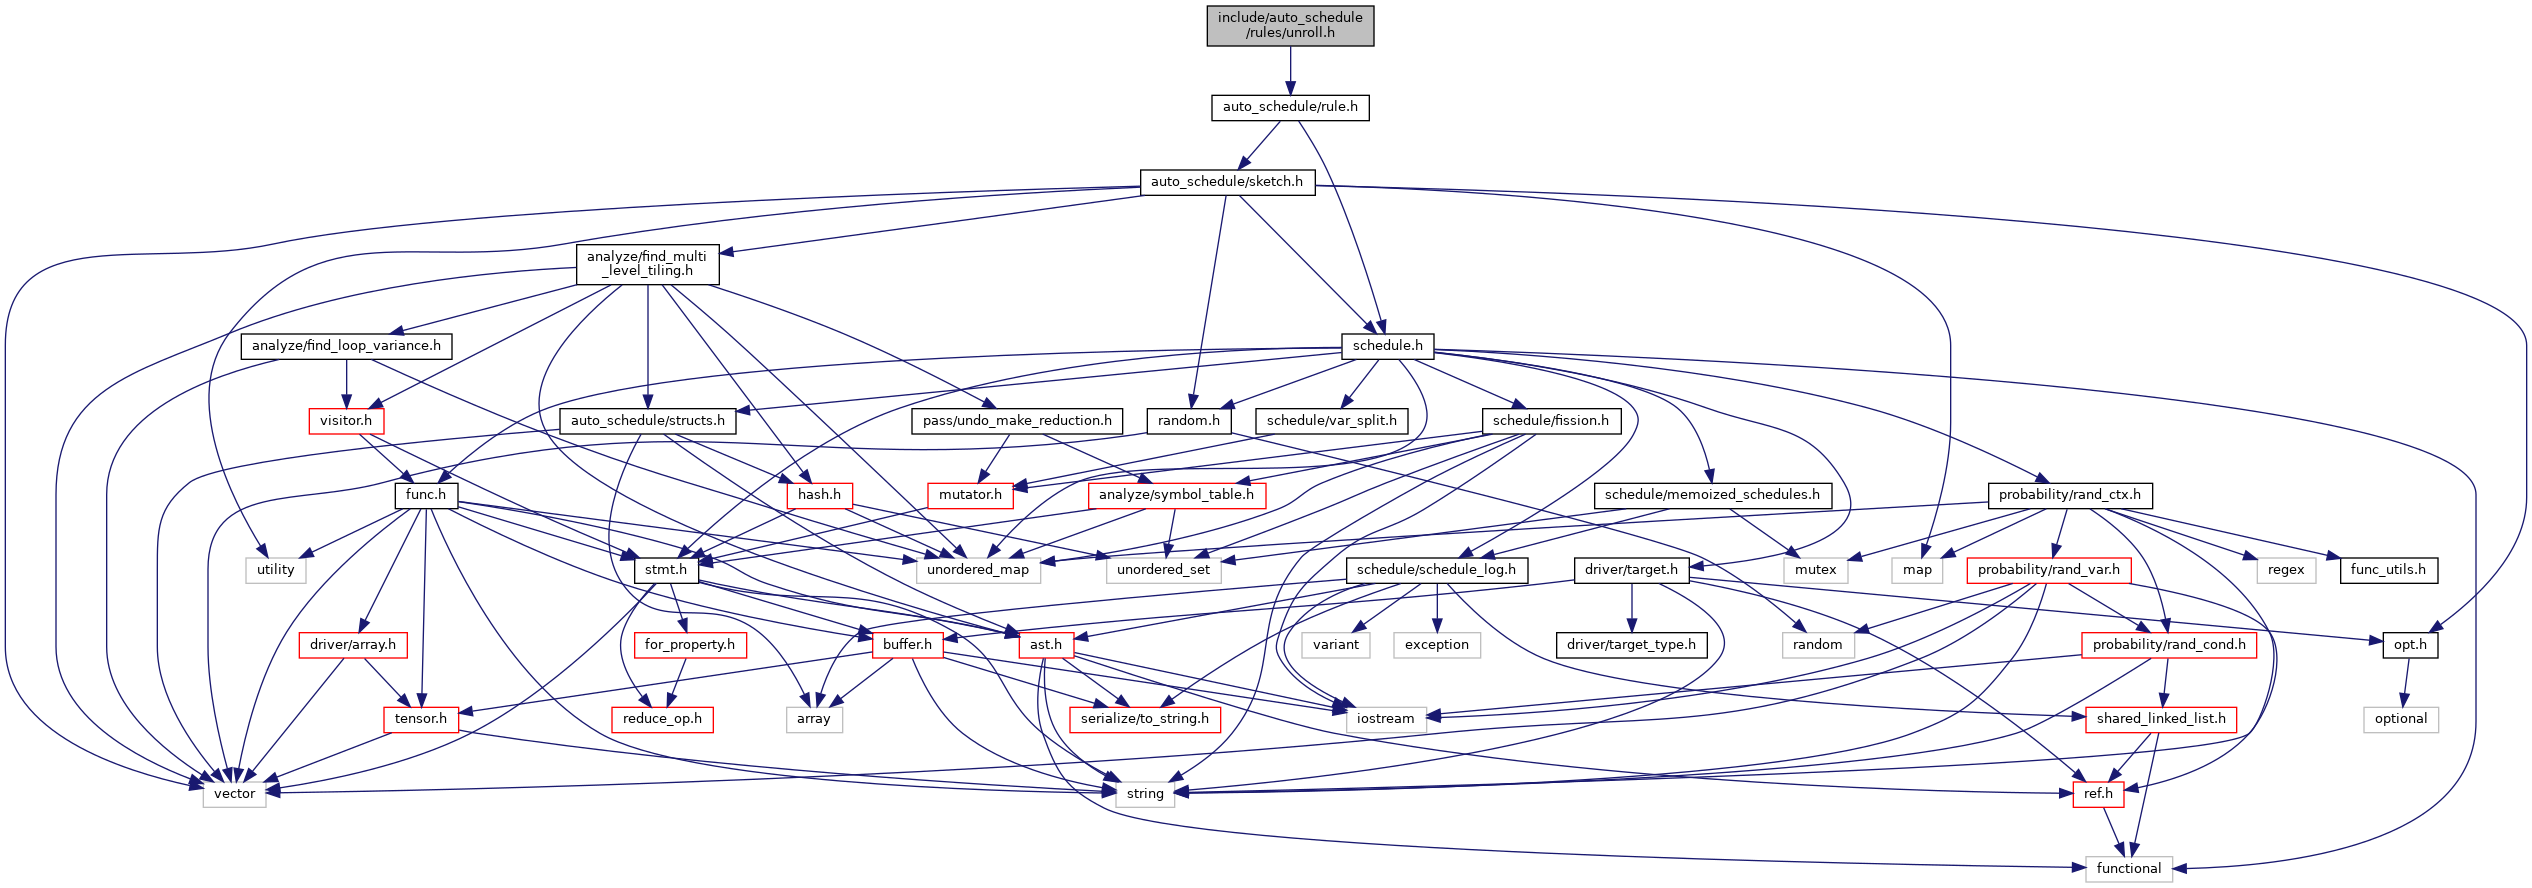 include/auto_schedule
/rules/unroll.h
auto_schedule/rule.h
auto_schedule/sketch.h
analyze/find_multi
_level_tiling.h
analyze/find_loop_variance.h
schedule.h
visitor.h
auto_schedule/structs.h
pass/undo_make_reduction.h
random.h
schedule/var_split.h
schedule/fission.h
func.h
hash.h
mutator.h
analyze/symbol_table.h
schedule/memoized_schedules.h
probability/rand_ctx.h
utility
stmt.h
unordered_map
unordered_set
schedule/schedule_log.h
driver/target.h
mutex
map
probability/rand_var.h
regex
func_utils.h
driver/array.h
for_property.h
buffer.h
ast.h
variant
exception
driver/target_type.h
random
probability/rand_cond.h
opt.h
tensor.h
reduce_op.h
array
serialize/to_string.h
iostream
shared_linked_list.h
optional
vector
string
ref.h
functional